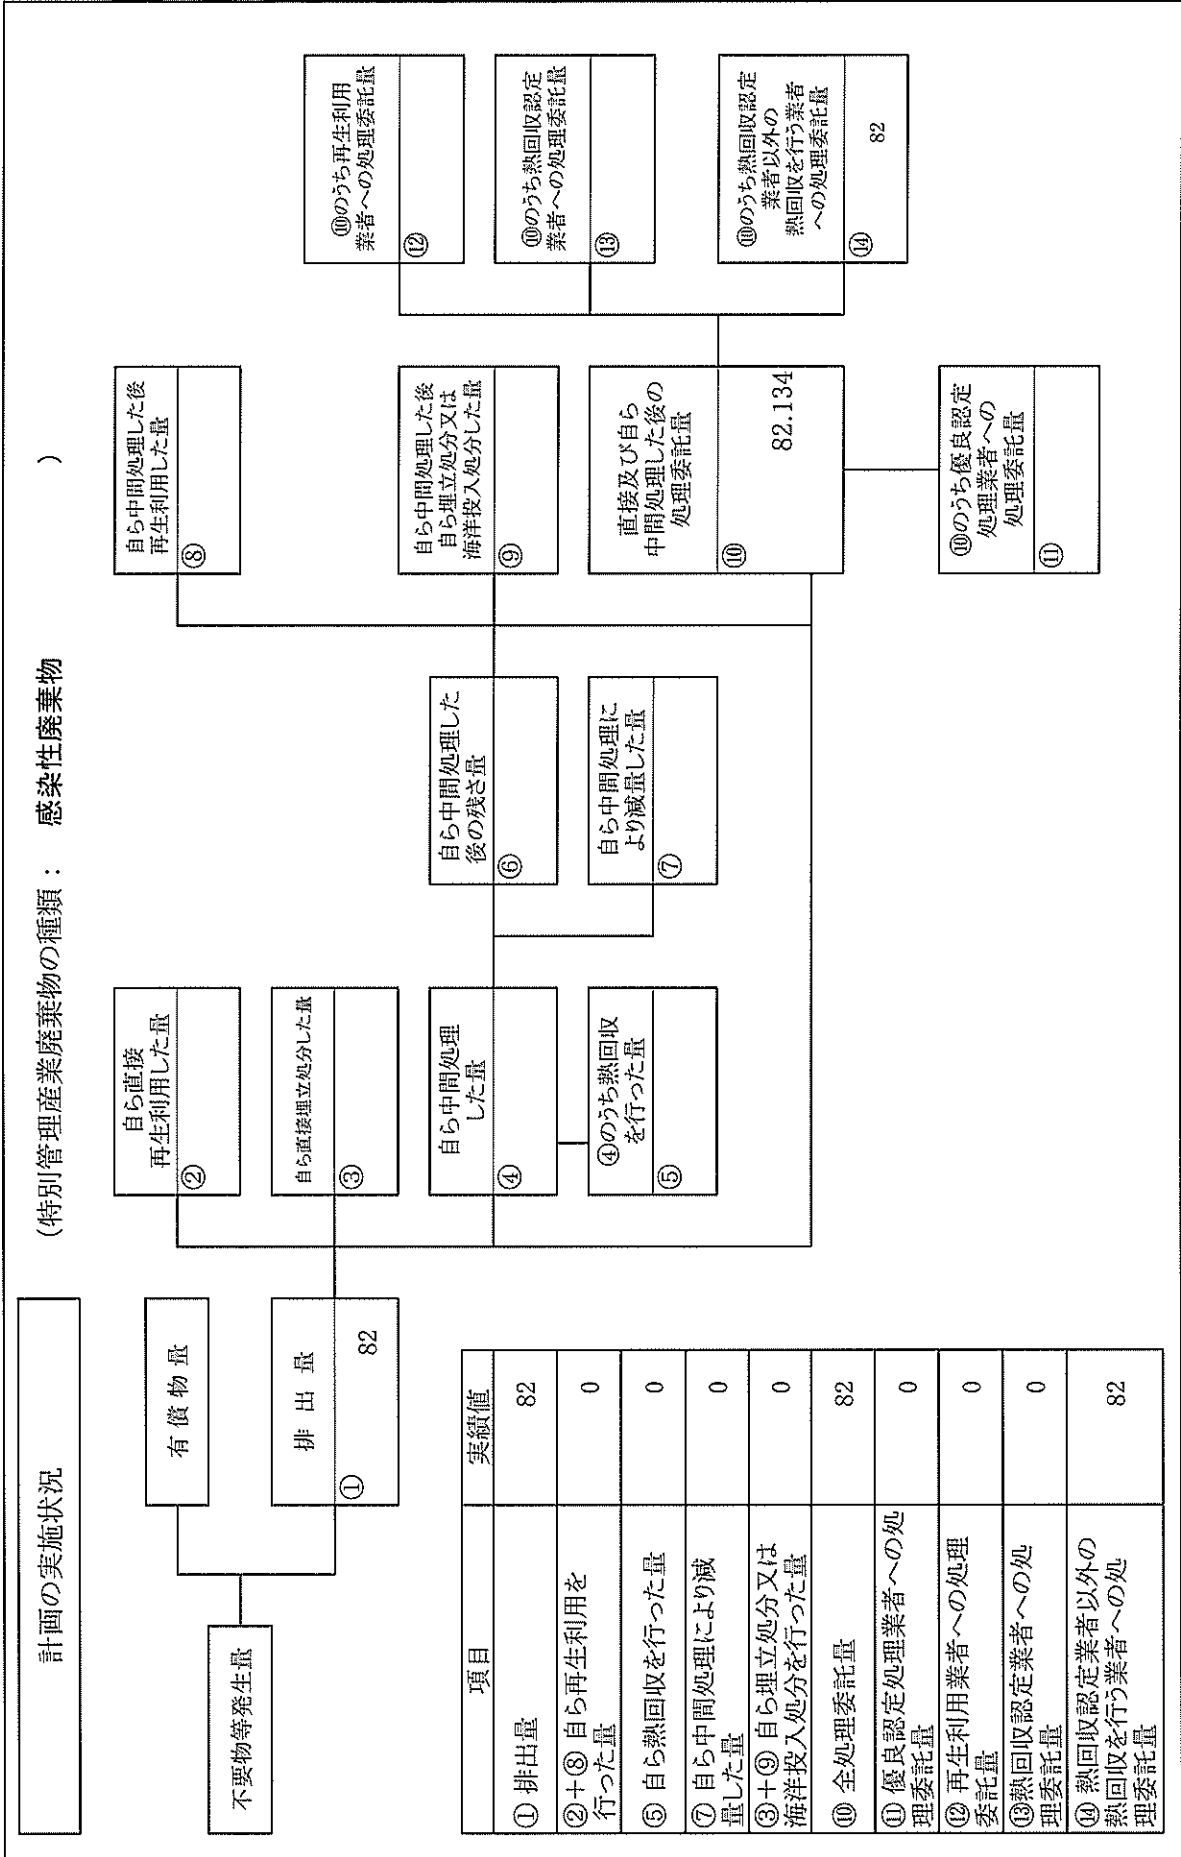 計画の実施状況
(特別管理産業廃棄物の種類： 感染性廃棄物 )
不要物等発生量
有 償 物 量
排 出 量
① 82
自ら直接
再生利用した量
②
自ら直接埋立処分した量
③
自ら中間処理
した量
④
④のうち熱回収
を行った量
⑤
自ら中間処理した
後の残さ量
⑥
自ら中間処理に
より減量した量
⑦
自ら中間処理した後
再生利用した量
⑧
自ら中間処理した後
自ら埋立処分又は
海洋投入処分した量
⑨
直接及び自ら
中間処理した後の
処理委託量
⑩ 82.134
⑩のうち優良認定
処理業者への
処理委託量
⑪
⑩のうち再生利用
業者への処理委託量
⑫
⑩のうち熱回収認定
業者への処理委託量
⑬
⑩のうち熱回収認定
業者以外の
熱回収を行う業者
への処理委託量
⑭ 82
項目 実績値
① 排出量 82
②＋⑧ 自ら再生利用を
行った量 0
⑤ 自ら熱回収を行った量 0
⑦ 自ら中間処理により減
量した量 0
③＋⑨ 自ら埋立処分又は
海洋投入処分を行った量 0
⑩ 全処理委託量 82
⑪ 優良認定処理業者への処
理委託量 0
⑫ 再生利用業者への処理
委託量 0
⑬熱回収認定業者への処
理委託量 0
⑭ 熱回収認定業者以外の
熱回収を行う業者への処
理委託量 82